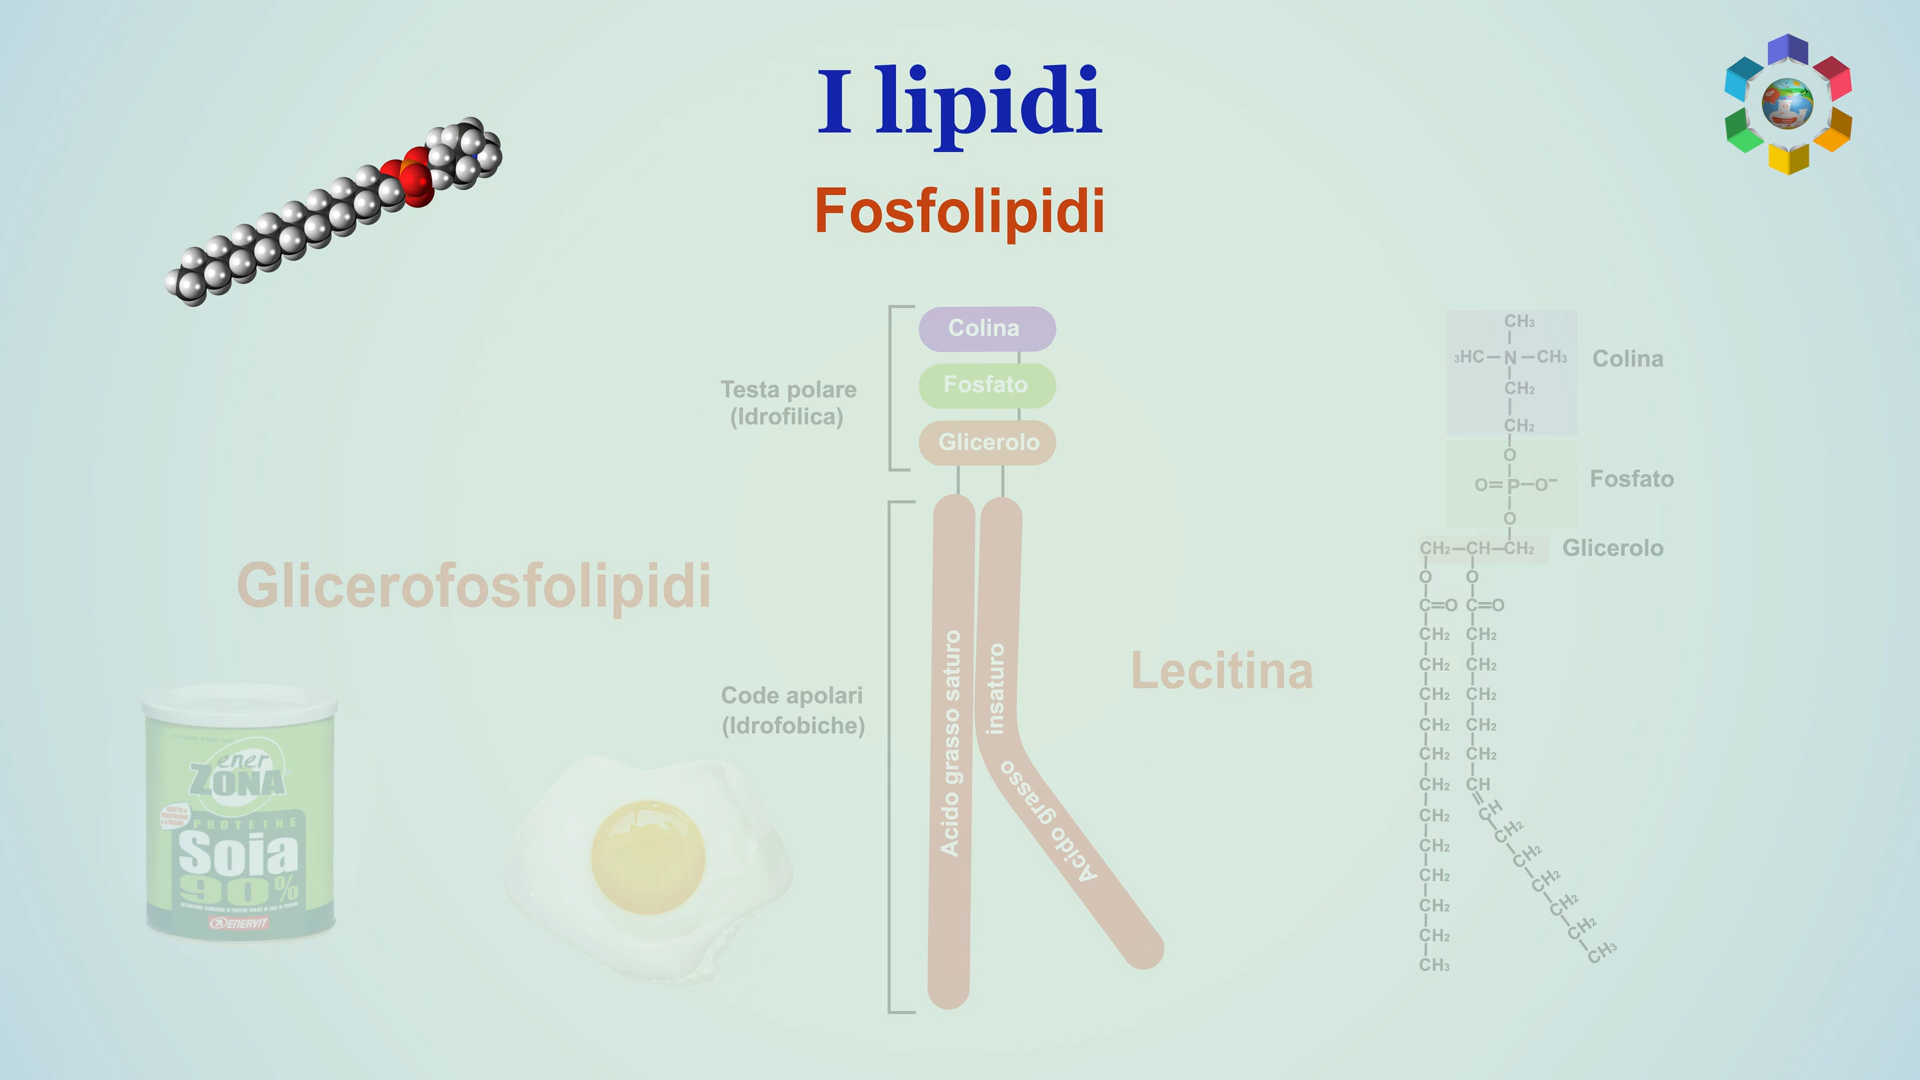 I lipidi
Fosfolipidi
Colina
Fosfato
Glicerolo
Testa polare
(Idrofilica)
Glicerofosfolipidi
Code apolari
(Idrofobiche)
Acido grasso saturo
Acido grasso insaturo
Lecitina
ener
ZONA
PROTEINE
Soia
90%
ENERVIT
CH₃
₃HC—N—CH₃
CH₂
CH₂
Colina
O
O=P—O⁻
O
Fosfato
CH₂—CH—CH₂
Glicerolo
O O
C=O C=O
CH₂ CH₂
CH₂ CH₂
CH₂ CH₂
CH₂ CH₂
CH₂ CH₂
CH₂ CH
CH₂
CH₂
CH₂
CH₂
CH₂
CH₃
CH
CH₂
CH₂
CH₂
CH₂
CH₂
CH₃